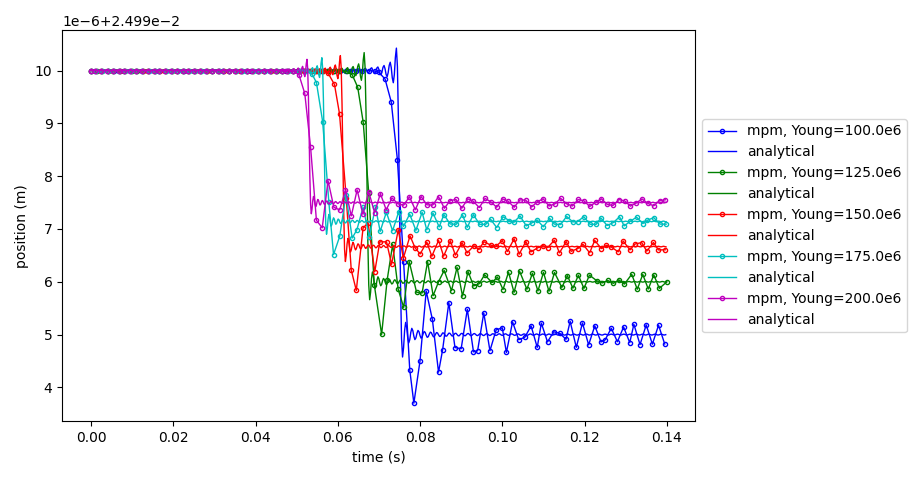 1e−6+2.499e−2
10
9
8
7
6
5
4
position (m)
0.00 0.02 0.04 0.06 0.08 0.10 0.12 0.14
time (s)
mpm, Young=100.0e6
analytical
mpm, Young=125.0e6
analytical
mpm, Young=150.0e6
analytical
mpm, Young=175.0e6
analytical
mpm, Young=200.0e6
analytical